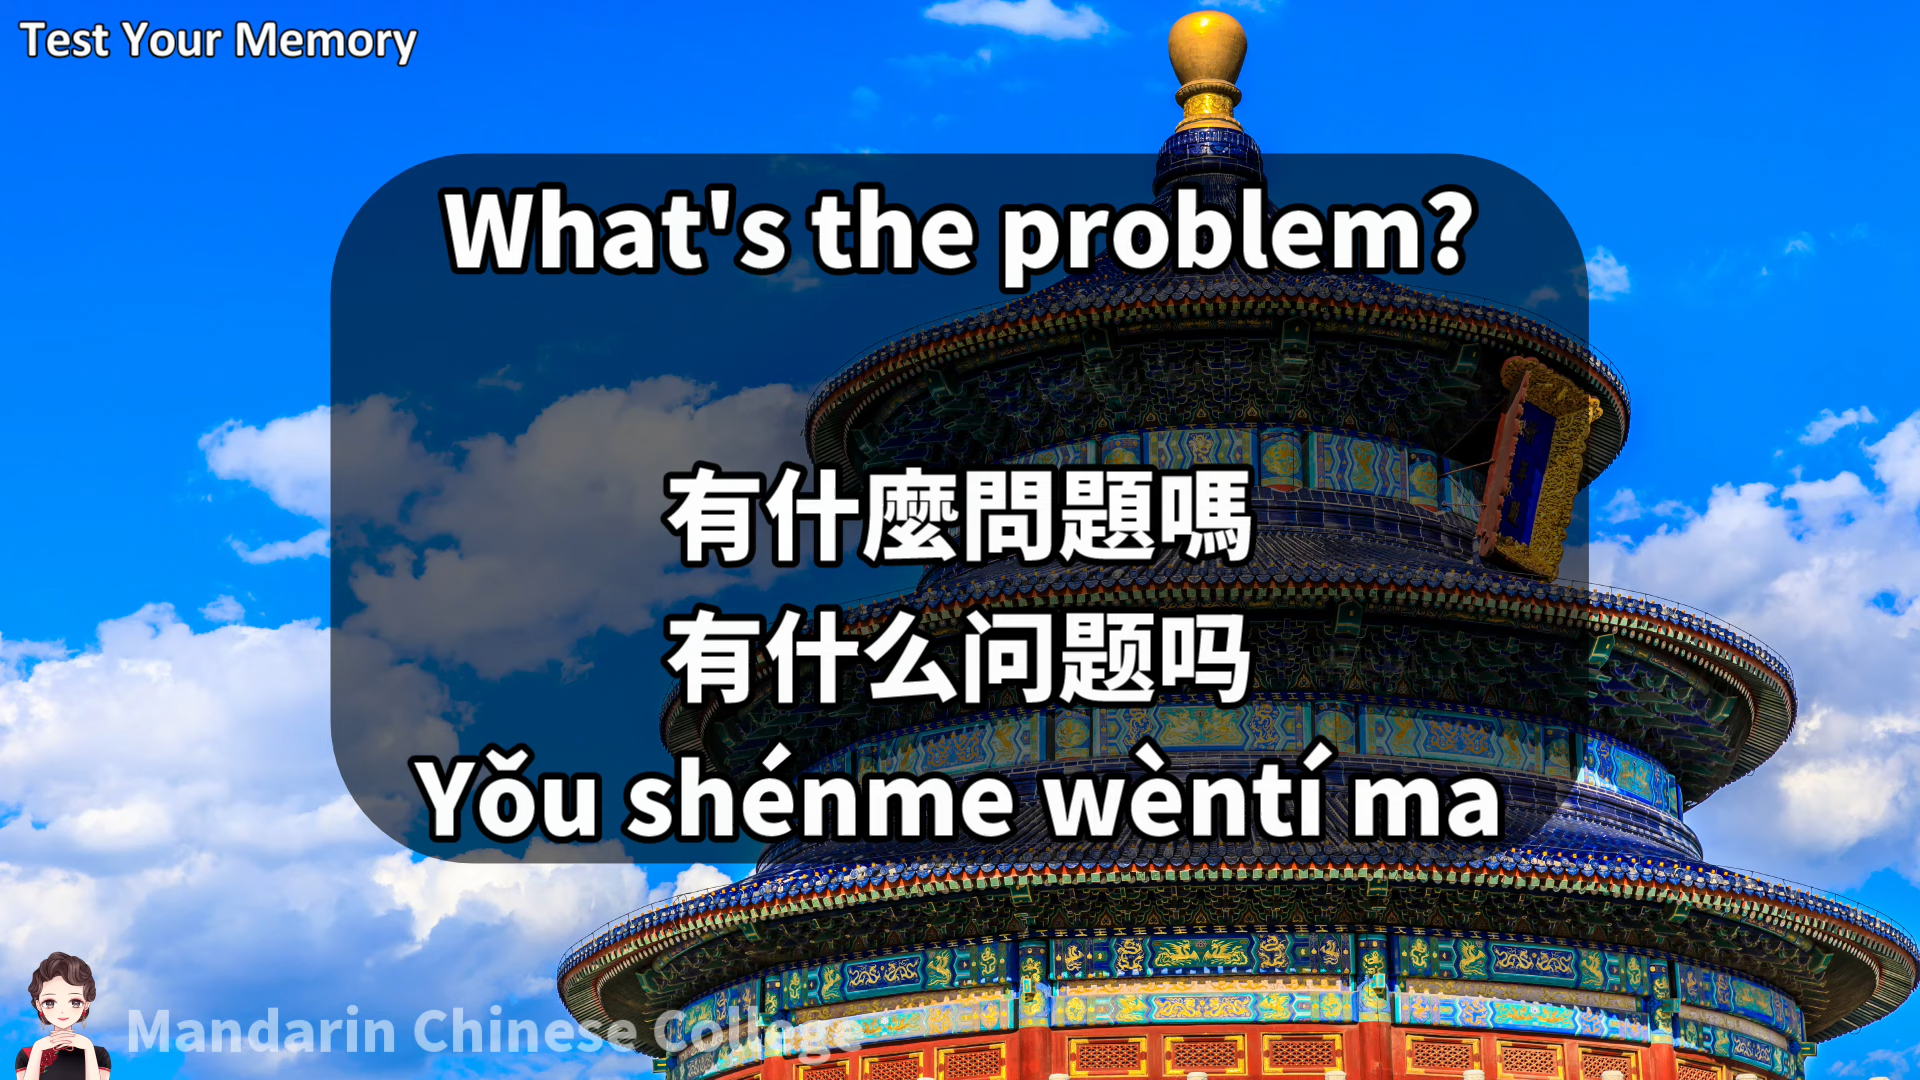 Test Your Memory
What's the problem?
有什麼問題嗎
有什么问题吗
Yǒu shénme wèntí ma
Mandarin Chinese College